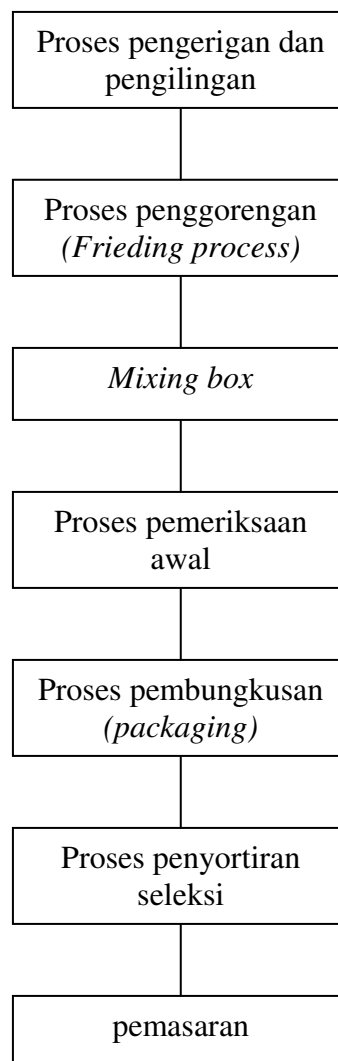 Proses pengerigan dan
pengilingan
Proses penggorengan
(Frieding process)
Mixing box
Proses pemeriksaan
awal
Proses pembungkusan
(packaging)
Proses penyortiran
seleksi
pemasaran